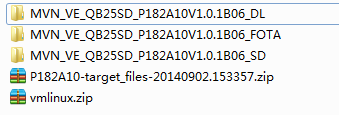 MVN_VE_QB25SD_P182A10V1.0.1B06_DL
MVN_VE_QB25SD_P182A10V1.0.1B06_FOTA
MVN_VE_QB25SD_P182A10V1.0.1B06_SD
P182A10-target_files-20140902.153357.zip
vmlinux.zip